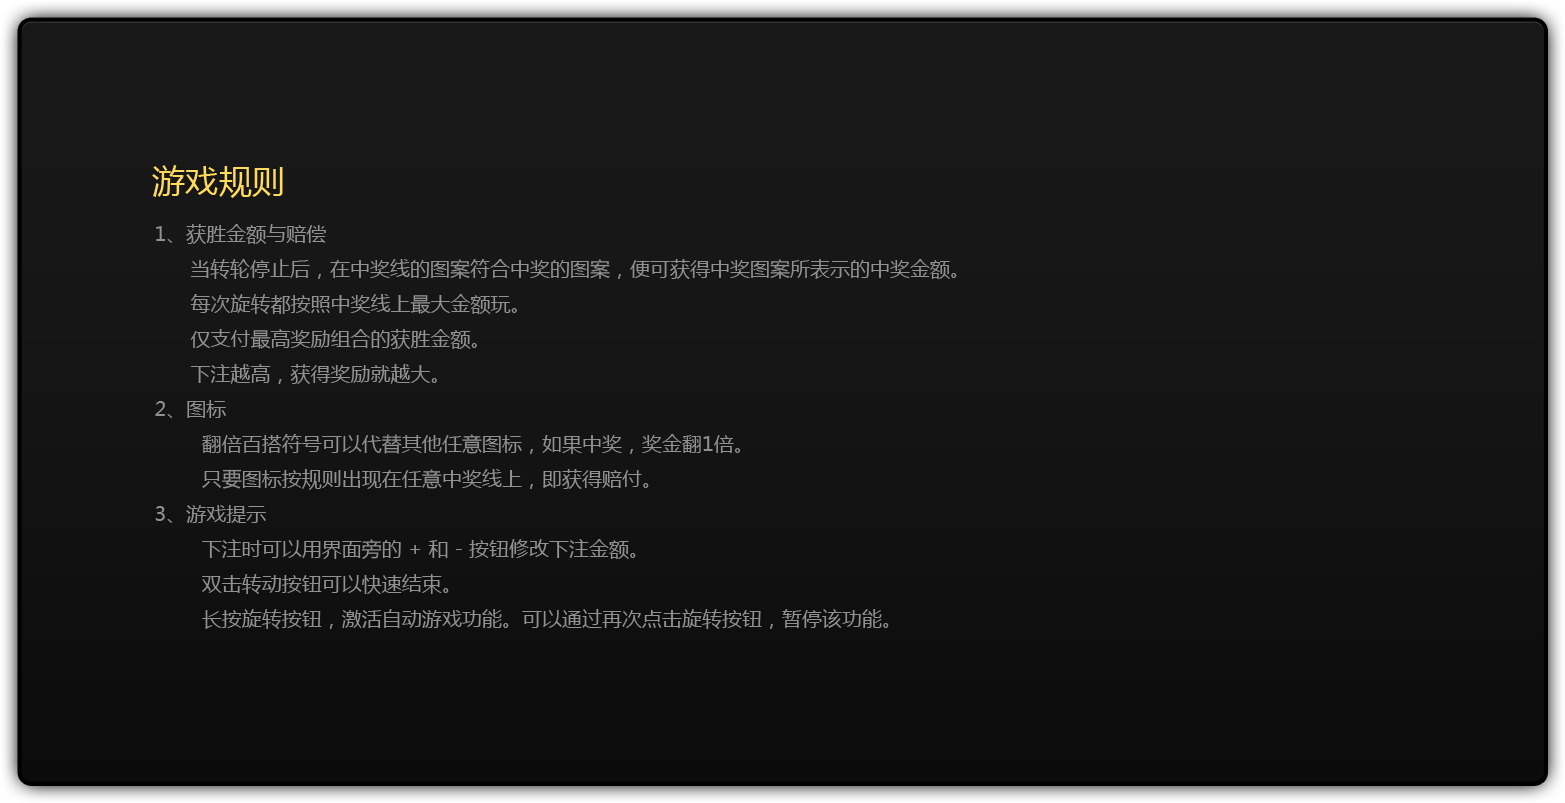 游戏规则
1、获胜金额与赔偿
当转轮停止后，在中奖线的图案符合中奖的图案，便可获得中奖图案所表示的中奖金额。
每次旋转都按照中奖线上最大金额玩。
仅支付最高奖励组合的获胜金额。
下注越高，获得奖励就越大。
2、图标
翻倍百搭符号可以代替其他任意图标，如果中奖，奖金翻1倍。
只要图标按规则出现在任意中奖线上，即获得赔付。
3、游戏提示
下注时可以用界面旁的 + 和 - 按钮修改下注金额。
双击转动按钮可以快速结束。
长按旋转按钮，激活自动游戏功能。可以通过再次点击旋转按钮，暂停该功能。